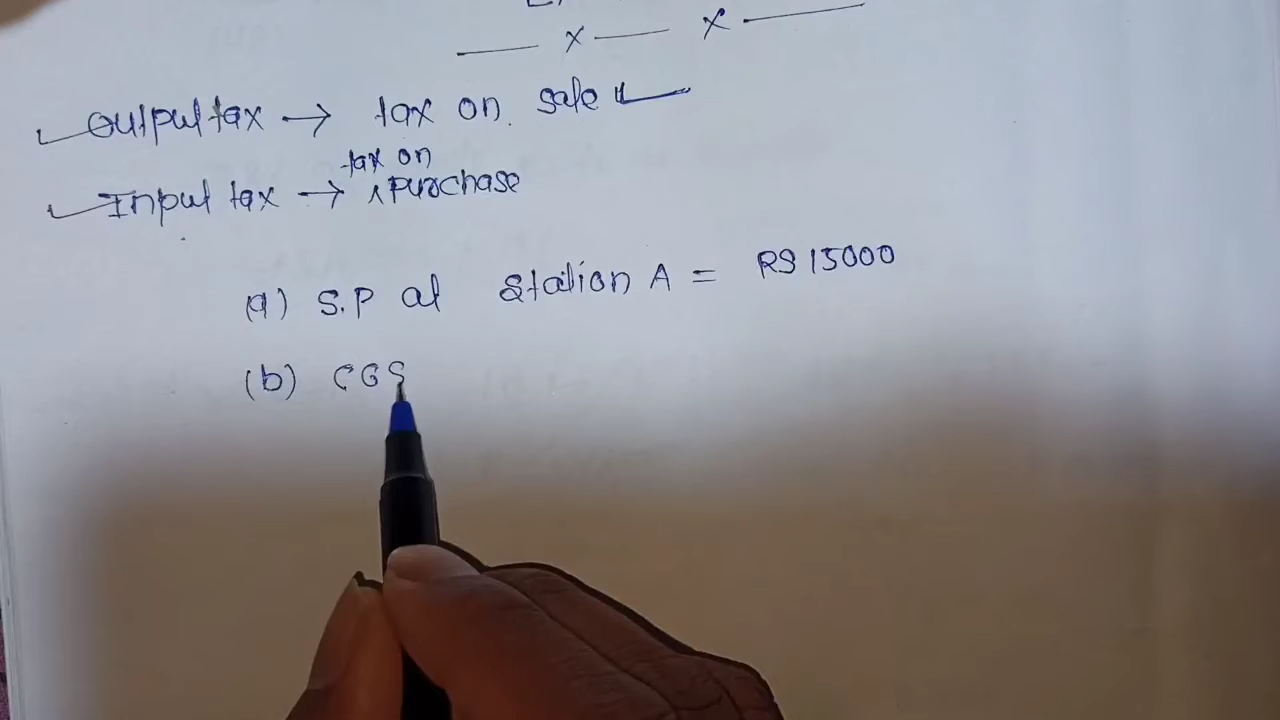 — x — x —
Output tax → tax on sale
Input tax → tax on purchase
(a) S.P at Station A = RS 15000
(b) CGS